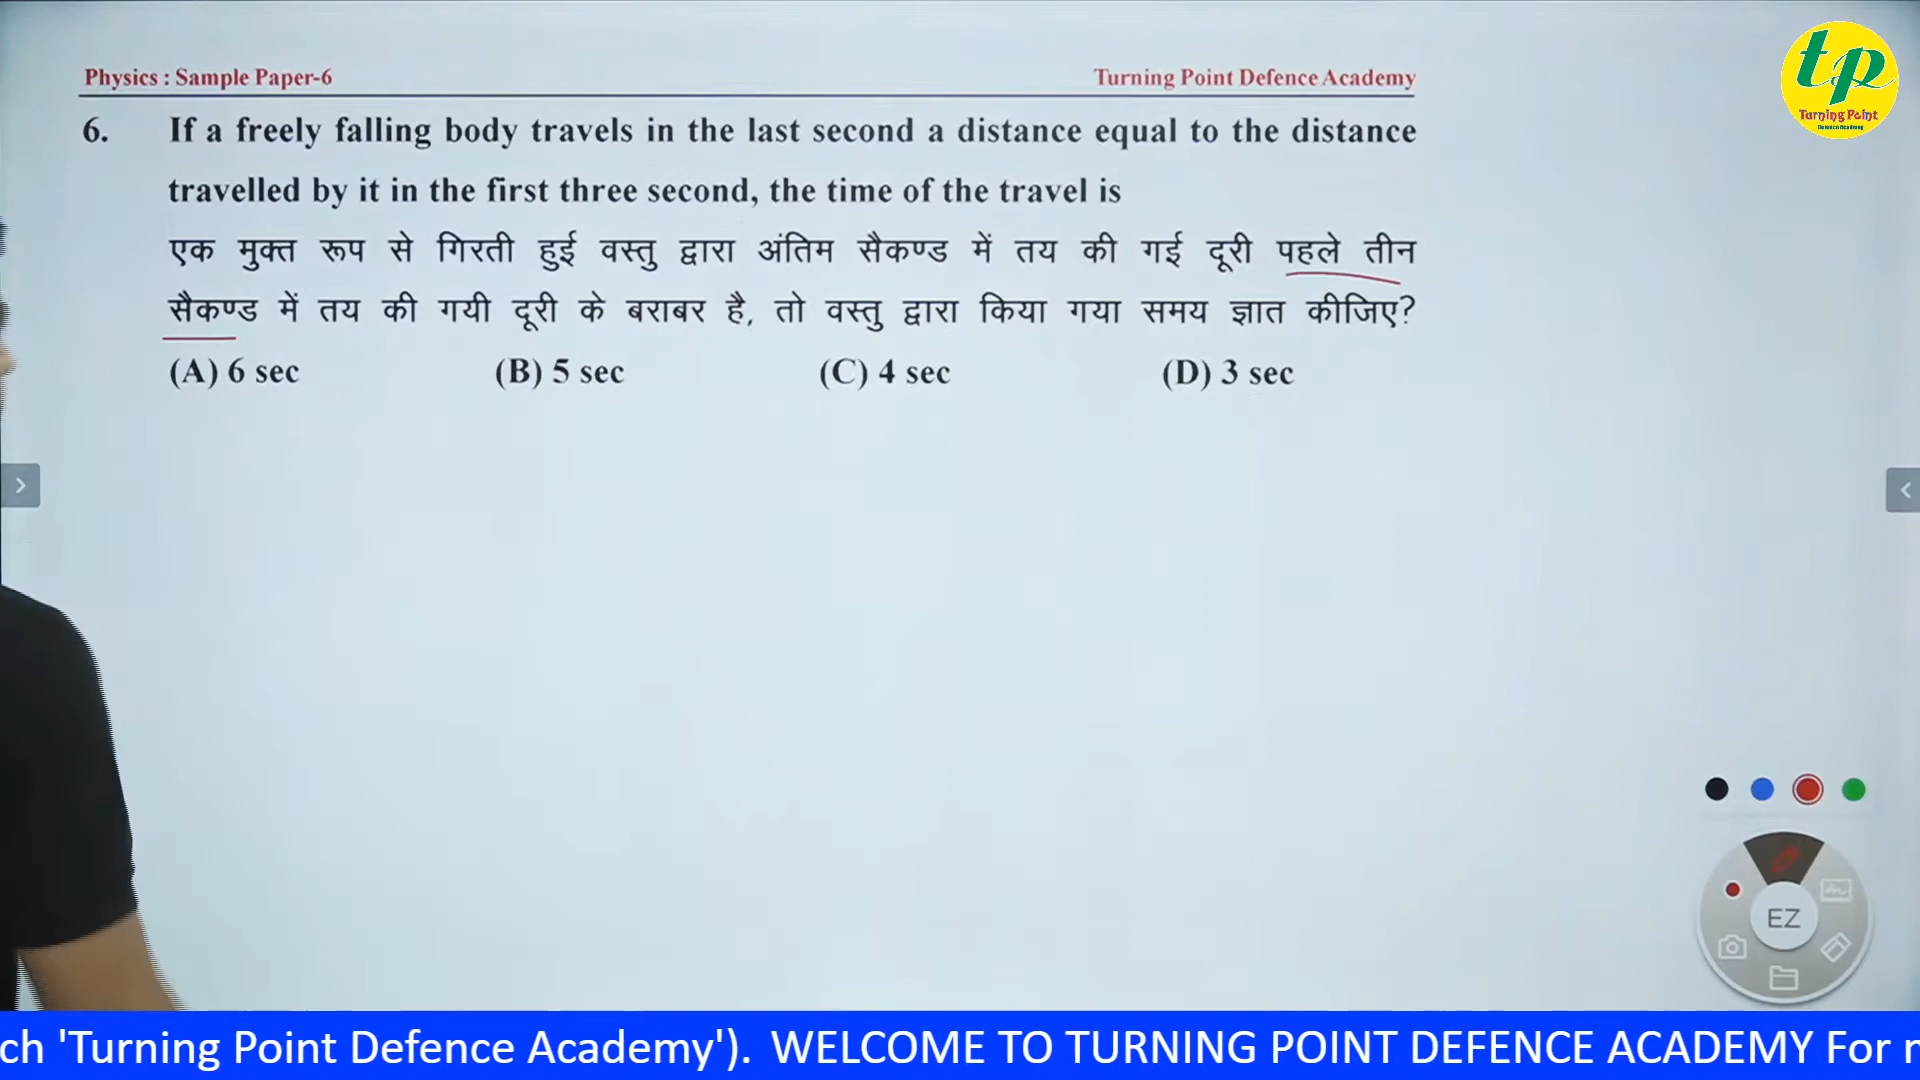 Physics : Sample Paper-6
Turning Point Defence Academy
tp
Turning Point
Defence Academy
6. If a freely falling body travels in the last second a distance equal to the distance
travelled by it in the first three second, the time of the travel is
एक मुक्त रूप से गिरती हुई वस्तु द्वारा अंतिम सैकण्ड में तय की गई दूरी पहले तीन
सैकण्ड में तय की गयी दूरी के बराबर है, तो वस्तु द्वारा किया गया समय ज्ञात कीजिए?
(A) 6 sec (B) 5 sec (C) 4 sec (D) 3 sec
EZ
ch 'Turning Point Defence Academy'). WELCOME TO TURNING POINT DEFENCE ACADEMY For